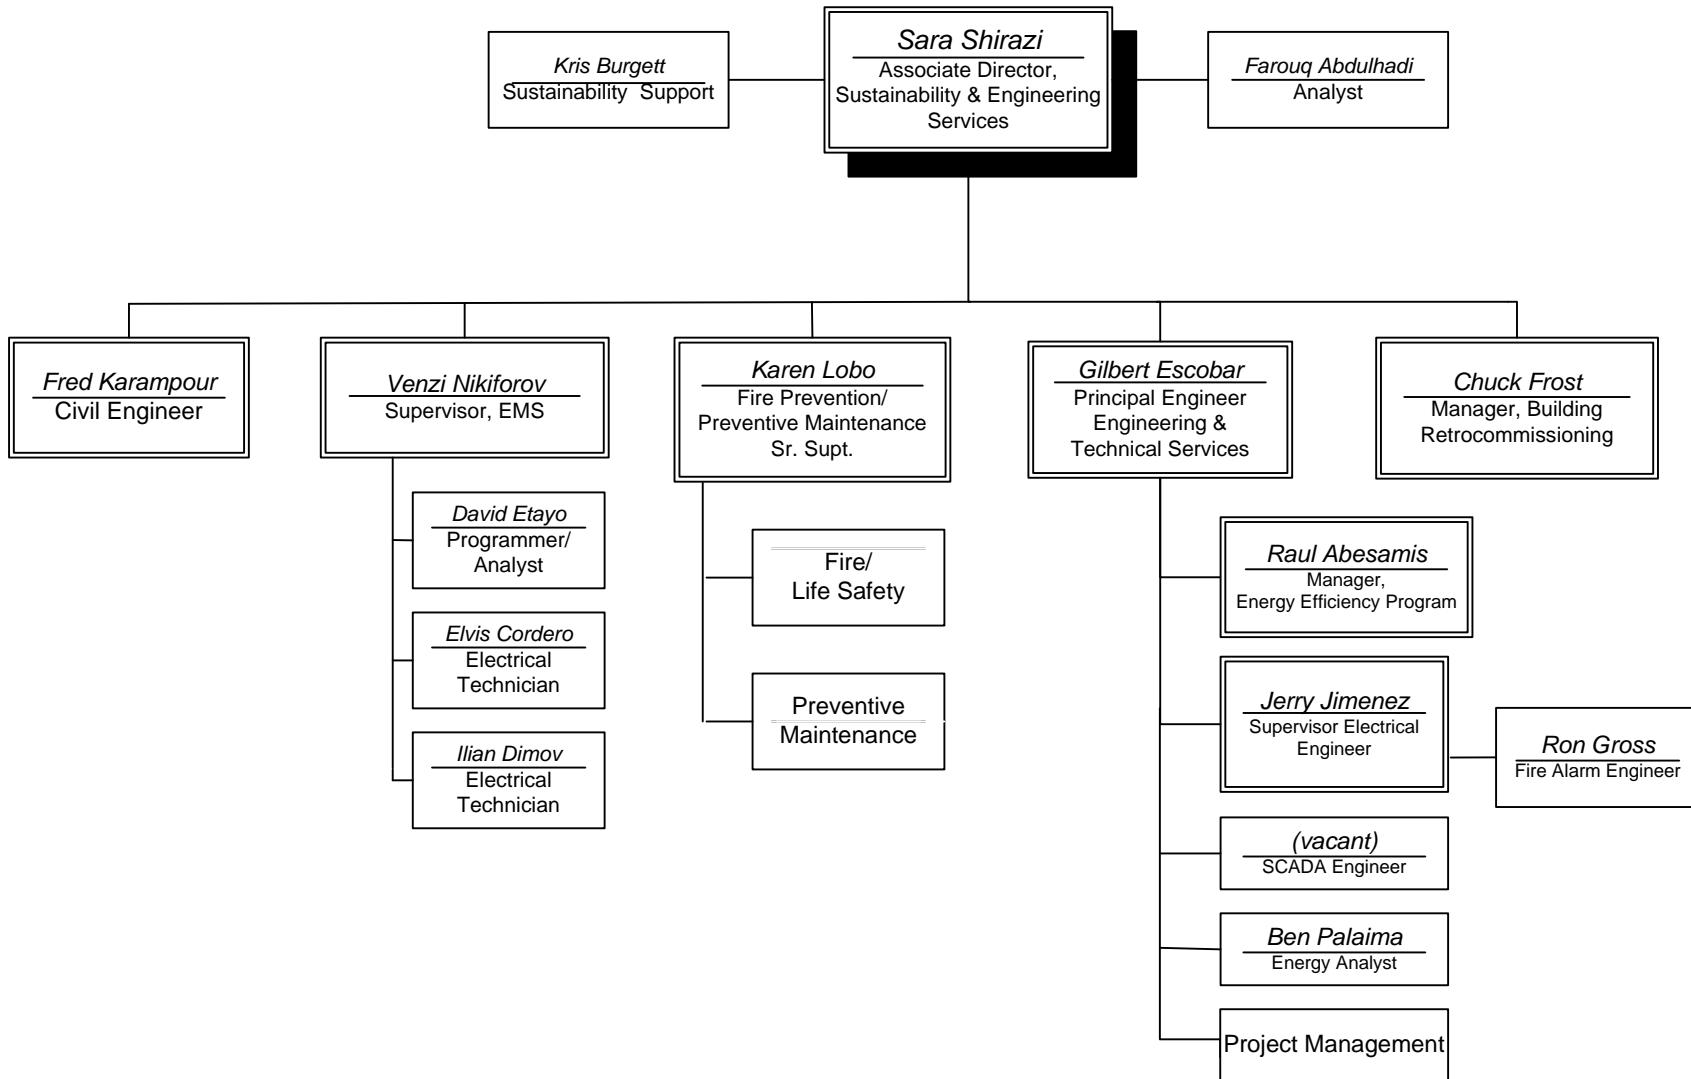 Kris Burgett
Sustainability Support
Sara Shirazi
Associate Director,
Sustainability & Engineering
Services
Farouq Abdulhadi
Analyst
Fred Karampour
Civil Engineer
Venzi Nikiforov
Supervisor, EMS
Karen Lobo
Fire Prevention/
Preventive Maintenance
Sr. Supt.
Gilbert Escobar
Principal Engineer
Engineering &
Technical Services
Chuck Frost
Manager, Building
Retrocommissioning
David Etayo
Programmer/
Analyst
Elvis Cordero
Electrical
Technician
Ilian Dimov
Electrical
Technician
Fire/
Life Safety
Preventive
Maintenance
Raul Abesamis
Manager,
Energy Efficiency Program
Jerry Jimenez
Supervisor Electrical
Engineer
Ron Gross
Fire Alarm Engineer
(vacant)
SCADA Engineer
Ben Palaima
Energy Analyst
Project Management